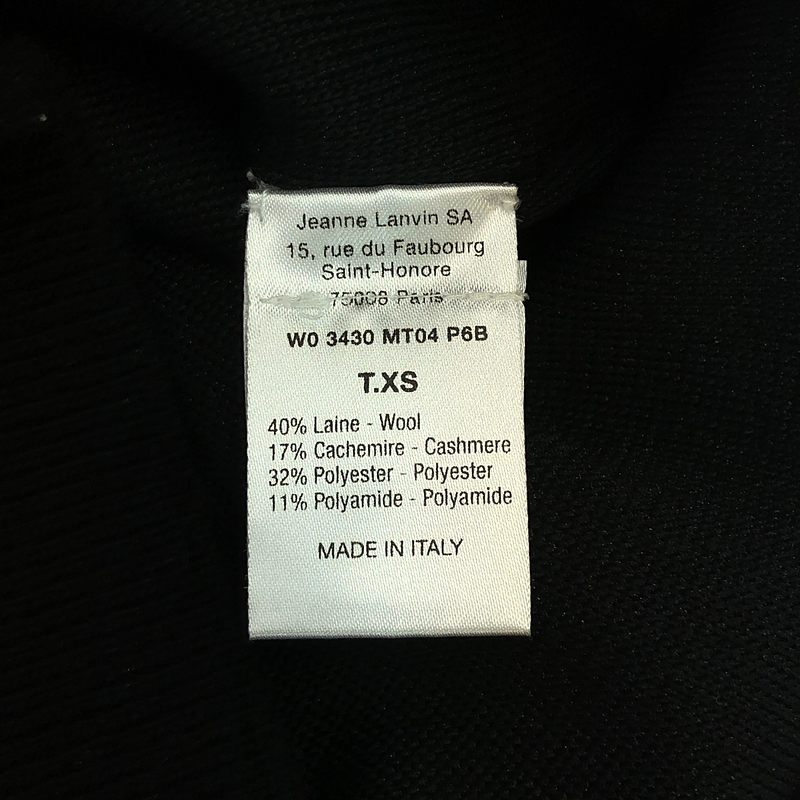 Jeanne Lanvin SA
15, rue du Faubourg
Saint-Honore
75008 Paris
W0 3430 MT04 P6B
T.XS
40% Laine - Wool
17% Cachemire - Cashmere
32% Polyester - Polyester
11% Polyamide - Polyamide
MADE IN ITALY